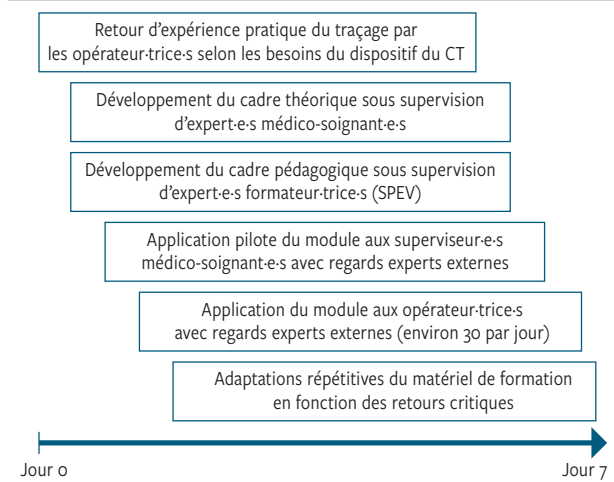 Retour d'expérience pratique du traçage par
les opérateur·trice·s selon les besoins du dispositif du CT
Développement du cadre théorique sous supervision
d'expert·e·s médico-soignant·e·s
Développement du cadre pédagogique sous supervision
d'expert·e·s formateur·trice·s (SPEV)
Application pilote du module aux superviseur·e·s
médico-soignant·e·s avec regards experts externes
Application du module aux opérateur·trice·s
avec regards experts externes (environ 30 par jour)
Adaptations répétitives du matériel de formation
en fonction des retours critiques
Jour 0
Jour 7